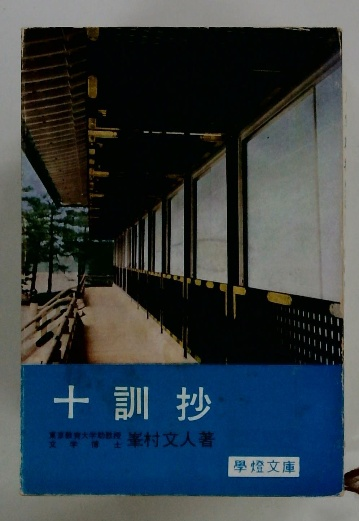 十訓抄
東京教育大学助教授
文学博士
峯村文人著
學燈文庫